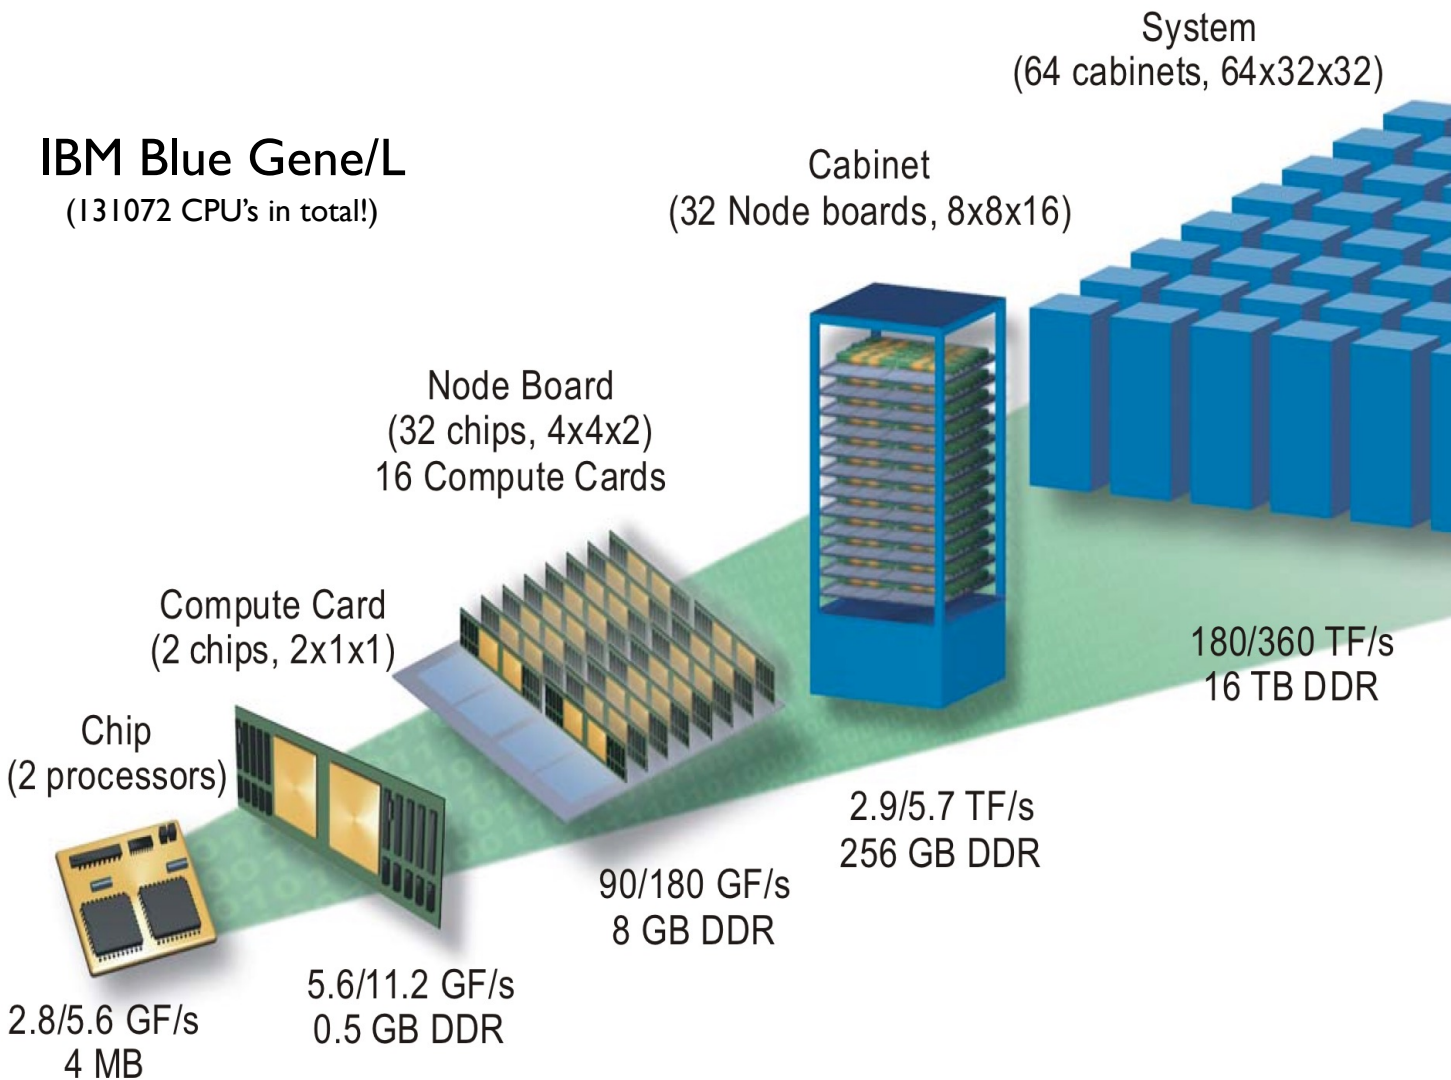 IBM Blue Gene/L
(131072 CPU's in total!)
System
(64 cabinets, 64x32x32)
Cabinet
(32 Node boards, 8x8x16)
Node Board
(32 chips, 4x4x2)
16 Compute Cards
Compute Card
(2 chips, 2x1x1)
Chip
(2 processors)
180/360 TF/s
16 TB DDR
2.9/5.7 TF/s
256 GB DDR
90/180 GF/s
8 GB DDR
5.6/11.2 GF/s
0.5 GB DDR
2.8/5.6 GF/s
4 MB